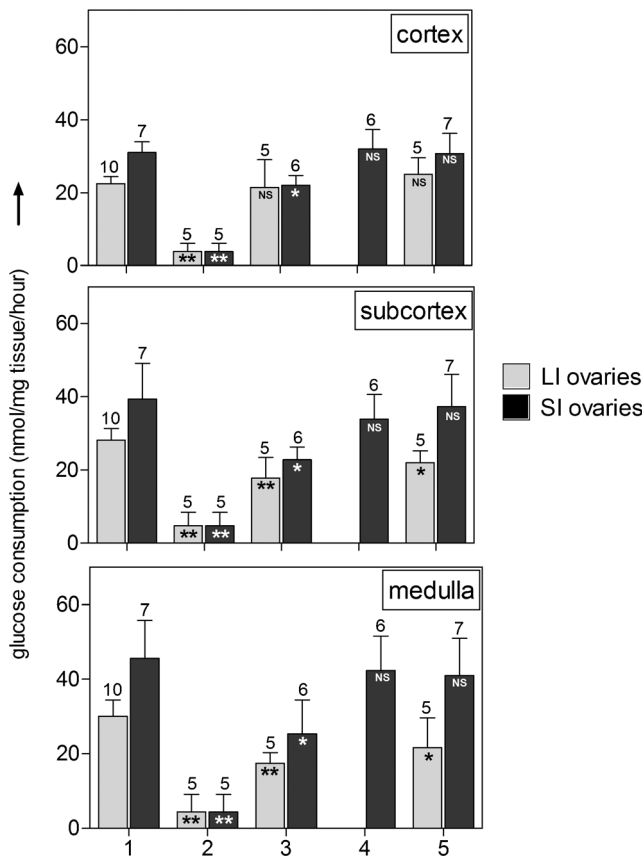 glucose consumption (nmol/mg tissue/hour)
cortex
60
40
20
0
10 7 5 5 5 6 6 5 7
** ** NS * NS NS NS
subcortex
60
40
20
0
10 7 5 5 5 6 6 5 7
** ** ** * NS * NS
medulla
60
40
20
0
10 7 5 5 5 6 6 5 7
** ** ** * NS * NS
1 2 3 4 5
LI ovaries
SI ovaries